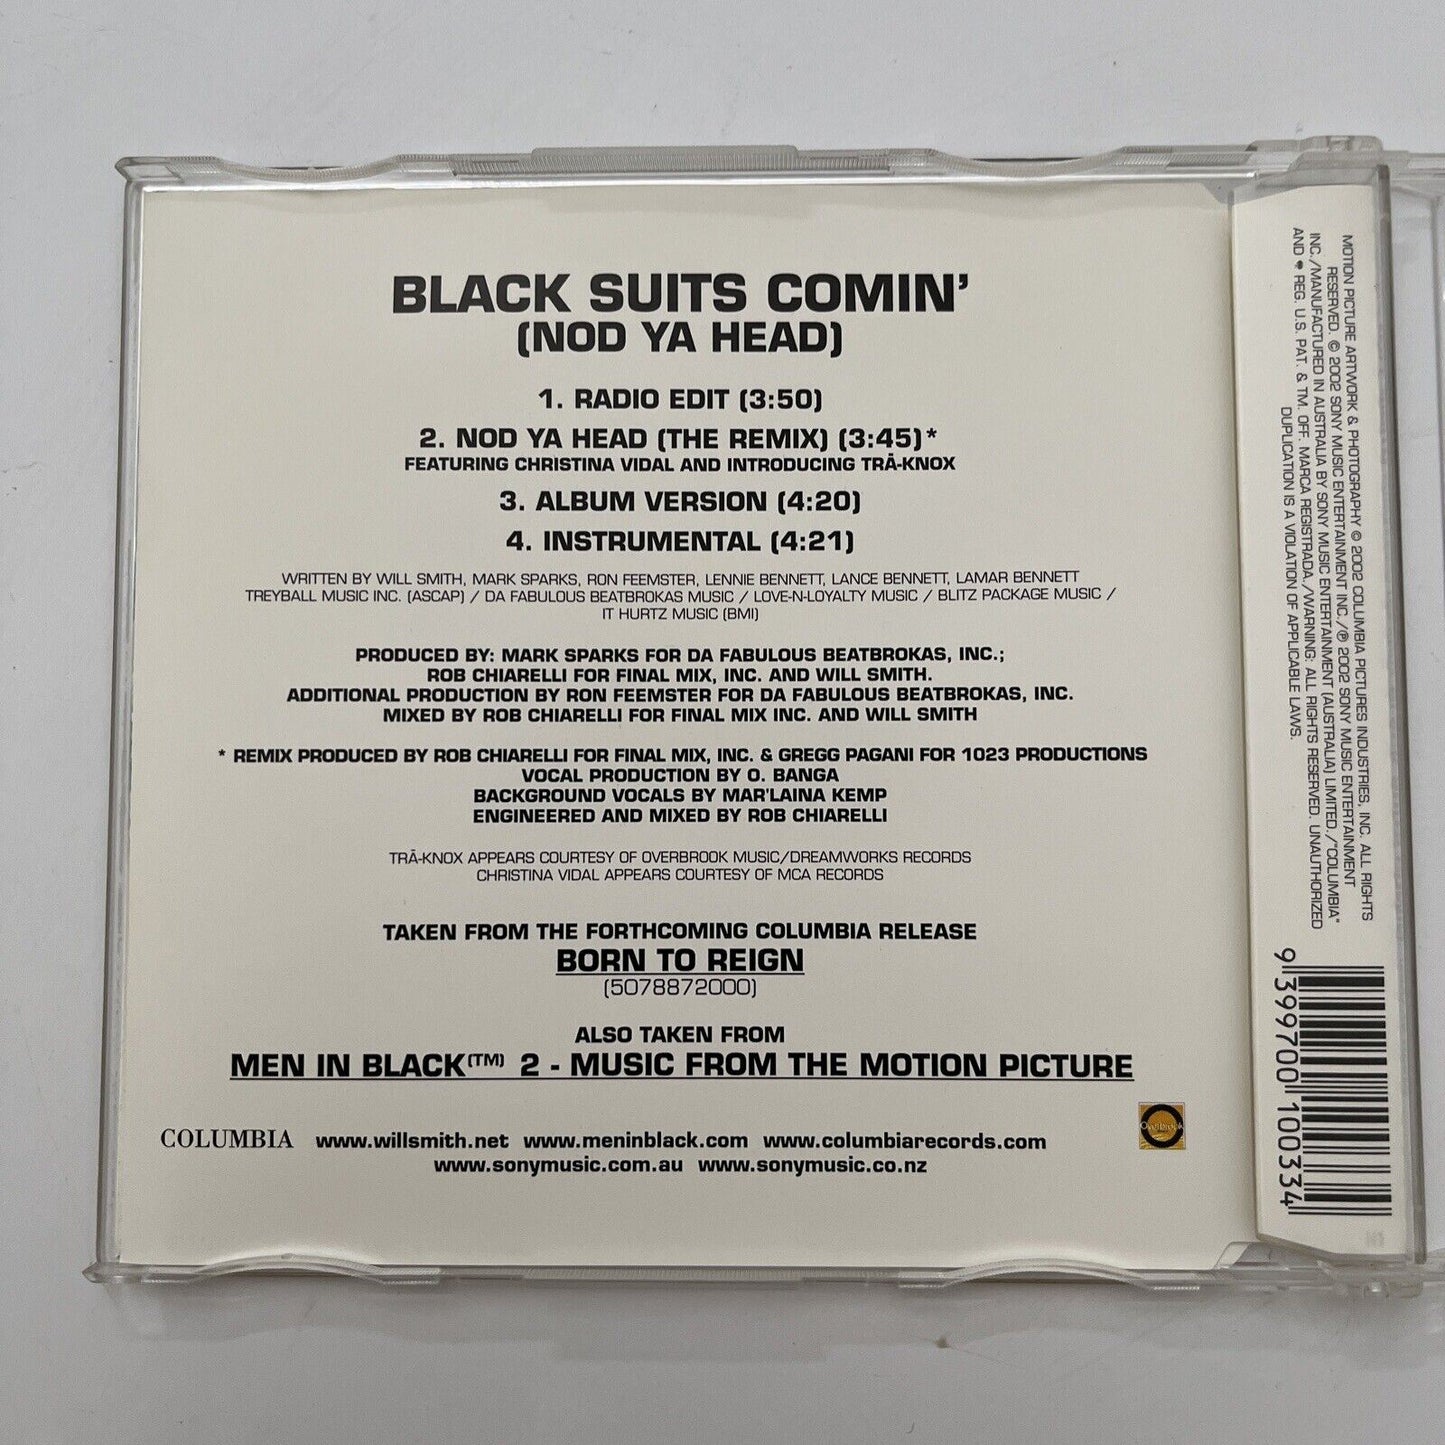 BLACK SUITS COMIN'
(NOD YA HEAD)
1. RADIO EDIT (3:50)
2. NOD YA HEAD (THE REMIX) (3:45)*
FEATURING CHRISTINA VIDAL AND INTRODUCING TRĀ-KNOX
3. ALBUM VERSION (4:20)
4. INSTRUMENTAL (4:21)
WRITTEN BY WILL SMITH, MARK SPARKS, RON FEEMSTER, LENNIE BENNETT, LANCE BENNETT, LAMAR BENNETT
TREYBALL MUSIC INC. (ASCAP) / DA FABULOUS BEATBROKAS MUSIC / LOVE-N-LOYALTY MUSIC / BLITZ PACKAGE MUSIC /
IT HURTZ MUSIC (BMI)
PRODUCED BY: MARK SPARKS FOR DA FABULOUS BEATBROKAS, INC.;
ROB CHIARELLI FOR FINAL MIX, INC. AND WILL SMITH.
ADDITIONAL PRODUCTION BY RON FEEMSTER FOR DA FABULOUS BEATBROKAS, INC.
MIXED BY ROB CHIARELLI FOR FINAL MIX INC. AND WILL SMITH
* REMIX PRODUCED BY ROB CHIARELLI FOR FINAL MIX, INC. & GREGG PAGANI FOR 1023 PRODUCTIONS
VOCAL PRODUCTION BY O. BANGA
BACKGROUND VOCALS BY MAR'LAINA KEMP
ENGINEERED AND MIXED BY ROB CHIARELLI
TRĀ-KNOX APPEARS COURTESY OF OVERBROOK MUSIC/DREAMWORKS RECORDS
CHRISTINA VIDAL APPEARS COURTESY OF MCA RECORDS
TAKEN FROM THE FORTHCOMING COLUMBIA RELEASE
BORN TO REIGN
(5078872000)
ALSO TAKEN FROM
MEN IN BLACK(TM) 2 - MUSIC FROM THE MOTION PICTURE
COLUMBIA www.willsmith.net www.meninblack.com www.columbiarecords.com
www.sonymusic.com.au www.sonymusic.co.nz
Overbrook
MOTION PICTURE ARTWORK & PHOTOGRAPHY © 2002 COLUMBIA PICTURES INDUSTRIES, INC. ALL RIGHTS
RESERVED. © 2002 SONY MUSIC ENTERTAINMENT INC./℗ 2002 SONY MUSIC ENTERTAINMENT
INC./MANUFACTURED IN AUSTRALIA BY SONY MUSIC ENTERTAINMENT (AUSTRALIA) LIMITED./"COLUMBIA"
AND REG. U.S. PAT. & TM. OFF. MARCA REGISTRADA./WARNING: ALL RIGHTS RESERVED. UNAUTHORIZED
DUPLICATION IS A VIOLATION OF APPLICABLE LAWS.
9 399700 100334